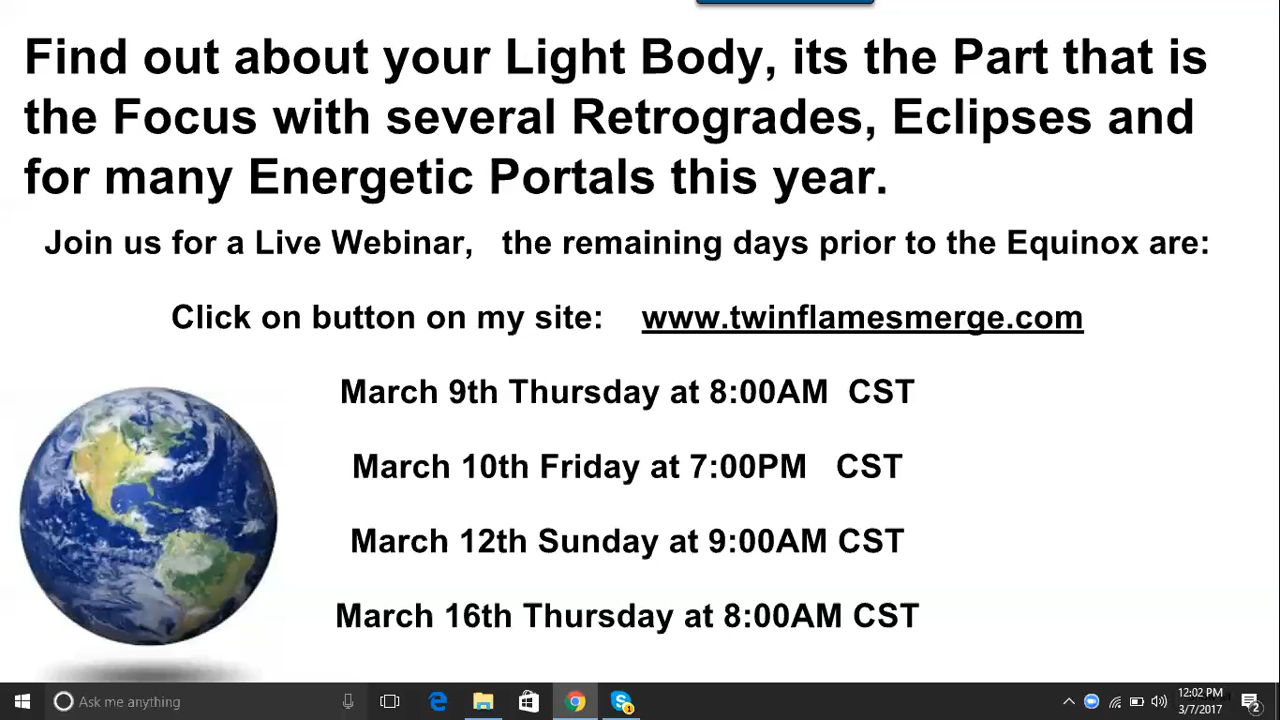 Find out about your Light Body, its the Part that is
the Focus with several Retrogrades, Eclipses and
for many Energetic Portals this year.
Join us for a Live Webinar, the remaining days prior to the Equinox are:
Click on button on my site: www.twinflamesmerge.com
March 9th Thursday at 8:00AM CST
March 10th Friday at 7:00PM CST
March 12th Sunday at 9:00AM CST
March 16th Thursday at 8:00AM CST
Ask me anything
12:02 PM
3/7/2017
1
2